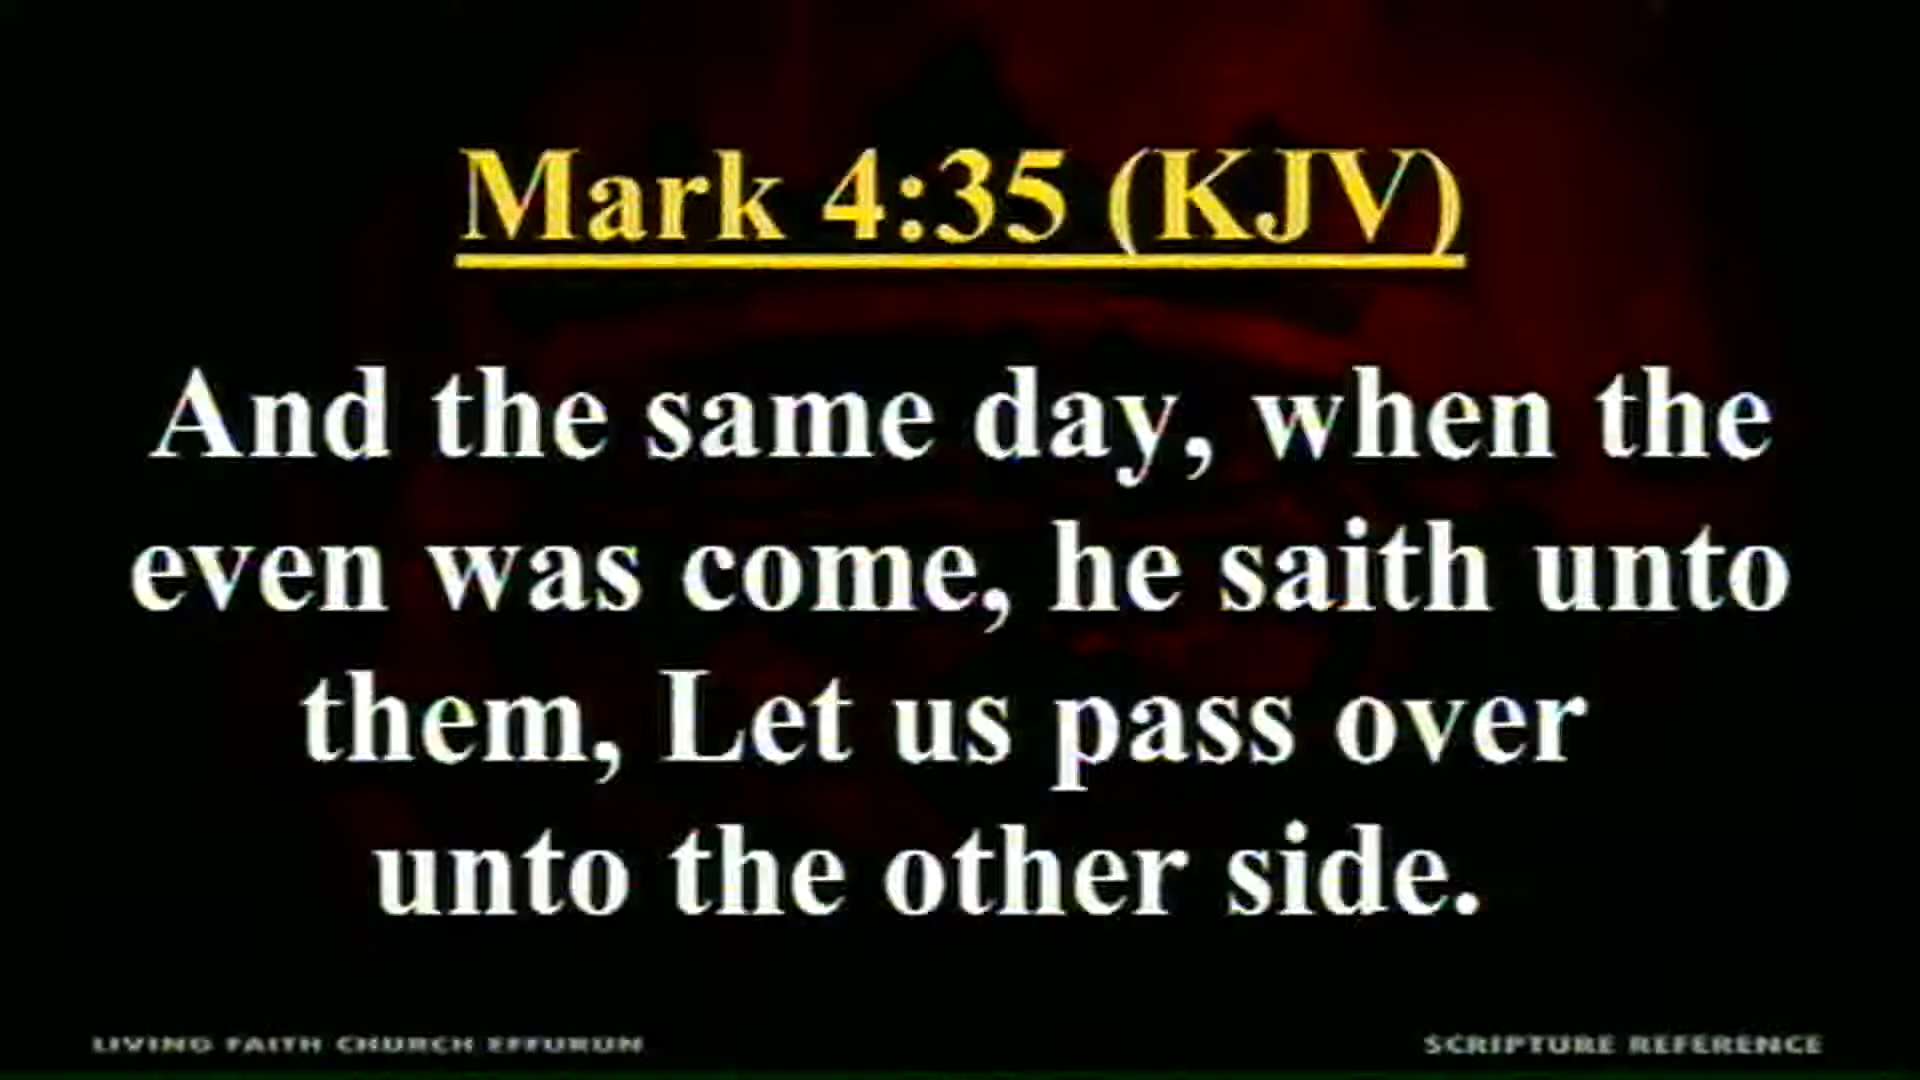 Mark 4:35 (KJV)
And the same day, when the
even was come, he saith unto
them, Let us pass over
unto the other side.
LIVING FAITH CHURCH EFFURUN
SCRIPTURE REFERENCE